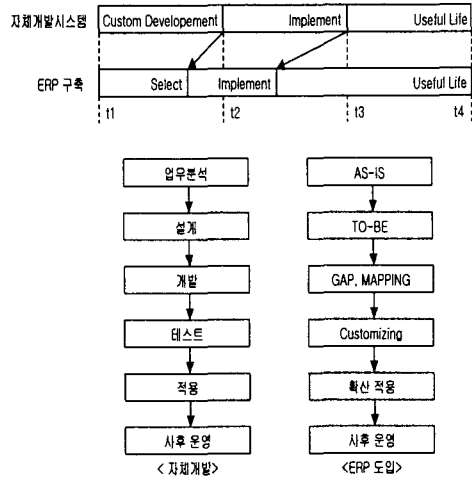 자체개발시스템 Custom Developement Implement Useful Life
ERP 구축 Select Implement Useful Life
t1 t2 t3 t4
업무분석 AS-IS
설계 TO-BE
개발 GAP, MAPPING
테스트 Customizing
적용 확산 적용
사후 운영 사후 운영
< 자체개발> <ERP 도입>